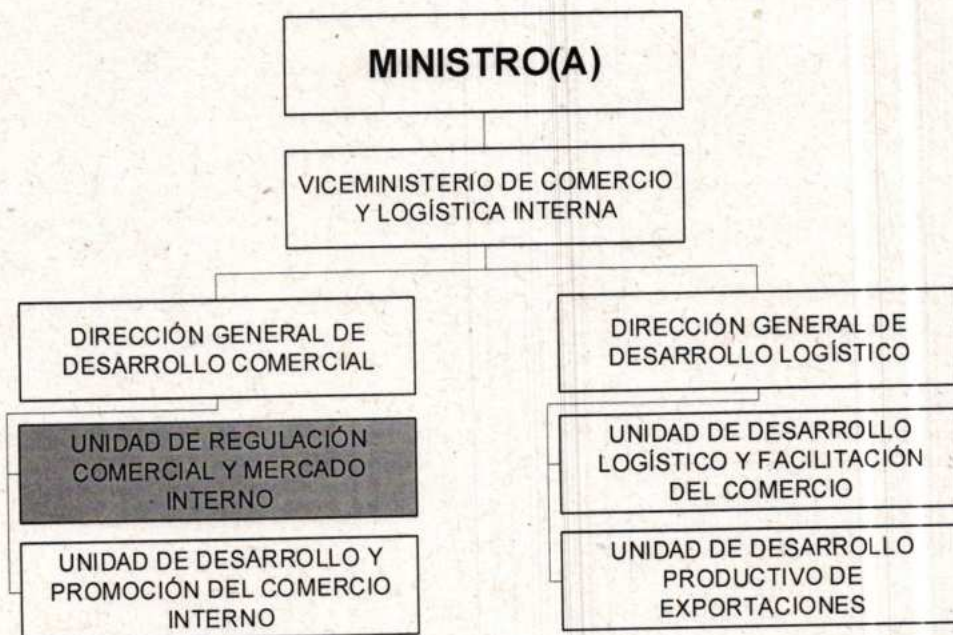 MINISTRO(A)
VICEMINISTERIO DE COMERCIO
Y LOGÍSTICA INTERNA
DIRECCIÓN GENERAL DE
DESARROLLO COMERCIAL
DIRECCIÓN GENERAL DE
DESARROLLO LOGÍSTICO
UNIDAD DE REGULACIÓN
COMERCIAL Y MERCADO
INTERNO
UNIDAD DE DESARROLLO
LOGÍSTICO Y FACILITACIÓN
DEL COMERCIO
UNIDAD DE DESARROLLO Y
PROMOCIÓN DEL COMERCIO
INTERNO
UNIDAD DE DESARROLLO
PRODUCTIVO DE
EXPORTACIONES